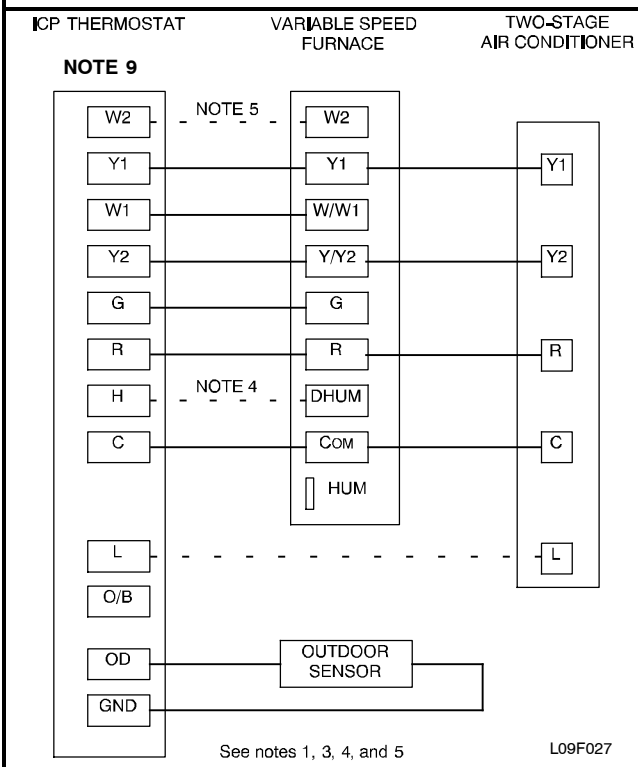 ICP THERMOSTAT
VARIABLE SPEED
FURNACE
TWO-STAGE
AIR CONDITIONER
NOTE 9
W2
NOTE 5
W2
Y1
Y1
Y1
W1
W/W1
Y2
Y/Y2
Y2
G
G
R
R
R
H
NOTE 4
DHUM
C
COM
C
HUM
L
L
O/B
OD
OUTDOOR
SENSOR
GND
See notes 1, 3, 4, and 5
L09F027